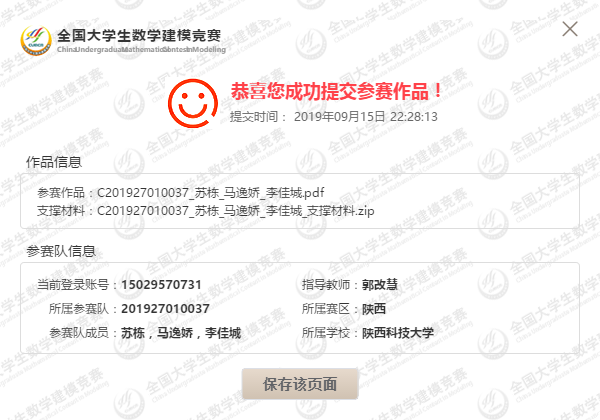 全国大学生数学建模竞赛
China Undergraduate Mathematical Contest in Modeling
恭喜您成功提交参赛作品！
提交时间： 2019年09月15日 22:28:13
作品信息
参赛作品：C201927010037_苏栋_马逸娇_李佳城.pdf
支撑材料：C201927010037_苏栋_马逸娇_李佳城_支撑材料.zip
参赛队信息
当前登录账号：15029570731
指导教师：郭改慧
所属参赛队：201927010037
所属赛区：陕西
参赛队成员：苏栋，马逸娇，李佳城
所属学校：陕西科技大学
保存该页面